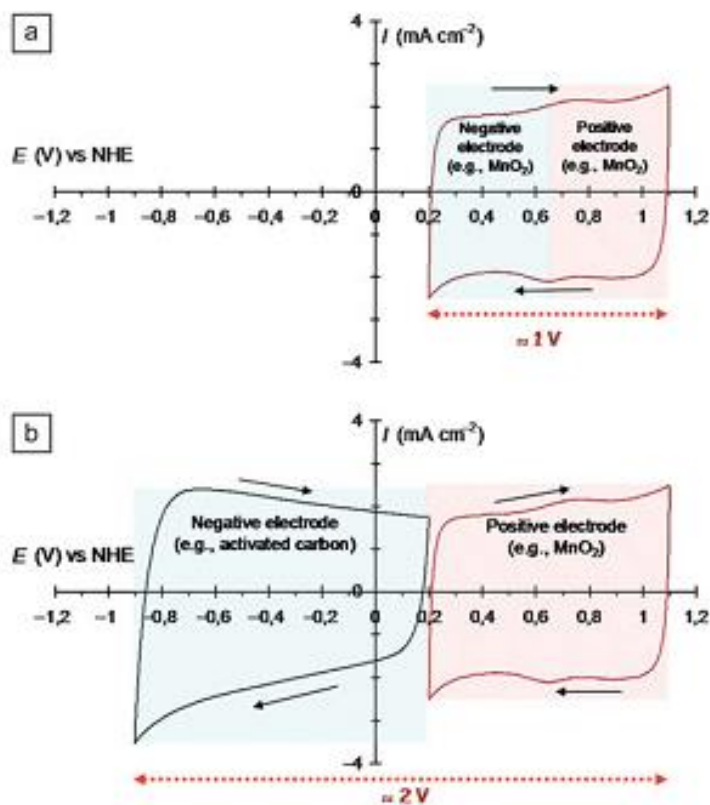 a
I (mA cm⁻²)
4
Negative electrode (e.g., MnO₂)
Positive electrode (e.g., MnO₂)
E (V) vs NHE
0
−1,2 −1 −0,8 −0,6 −0,4 −0,2 0 0,2 0,4 0,6 0,8 1 1,2
≈ 1 V
−4
b
4
I (mA cm⁻²)
Negative electrode
(e.g., activated carbon)
Positive electrode
(e.g., MnO₂)
E (V) vs NHE
0
−1,2 −1 −0,8 −0,6 −0,4 −0,2 0 0,2 0,4 0,6 0,8 1 1,2
−4
≈ 2 V